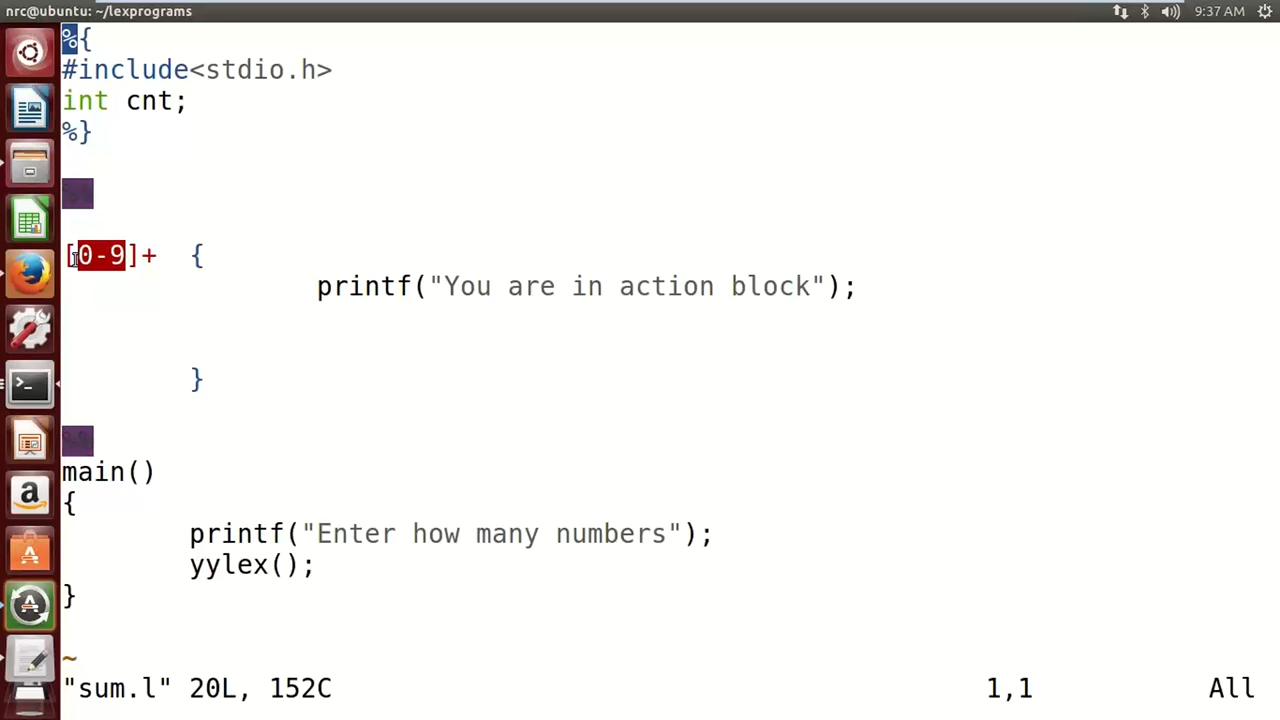 nrc@ubuntu: ~/lexprograms
9:37 AM
%{
#include<stdio.h>
int cnt;
%}
%%
[0-9]+ {
printf("You are in action block");
}
%%
main()
{
printf("Enter how many numbers");
yylex();
}
~
"sum.l" 20L, 152C 1,1 All